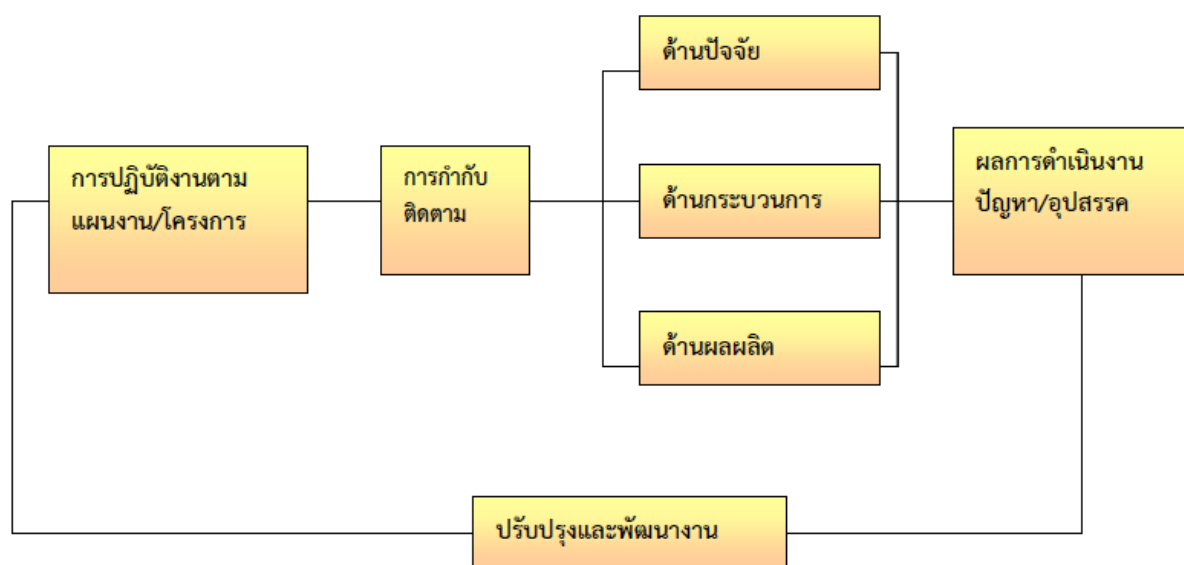 การปฏิบัติงานตาม
แผนงาน/โครงการ
การกำกับ
ติดตาม
ด้านปัจจัย
ด้านกระบวนการ
ด้านผลผลิต
ผลการดำเนินงาน
ปัญหา/อุปสรรค
ปรับปรุงและพัฒนางาน